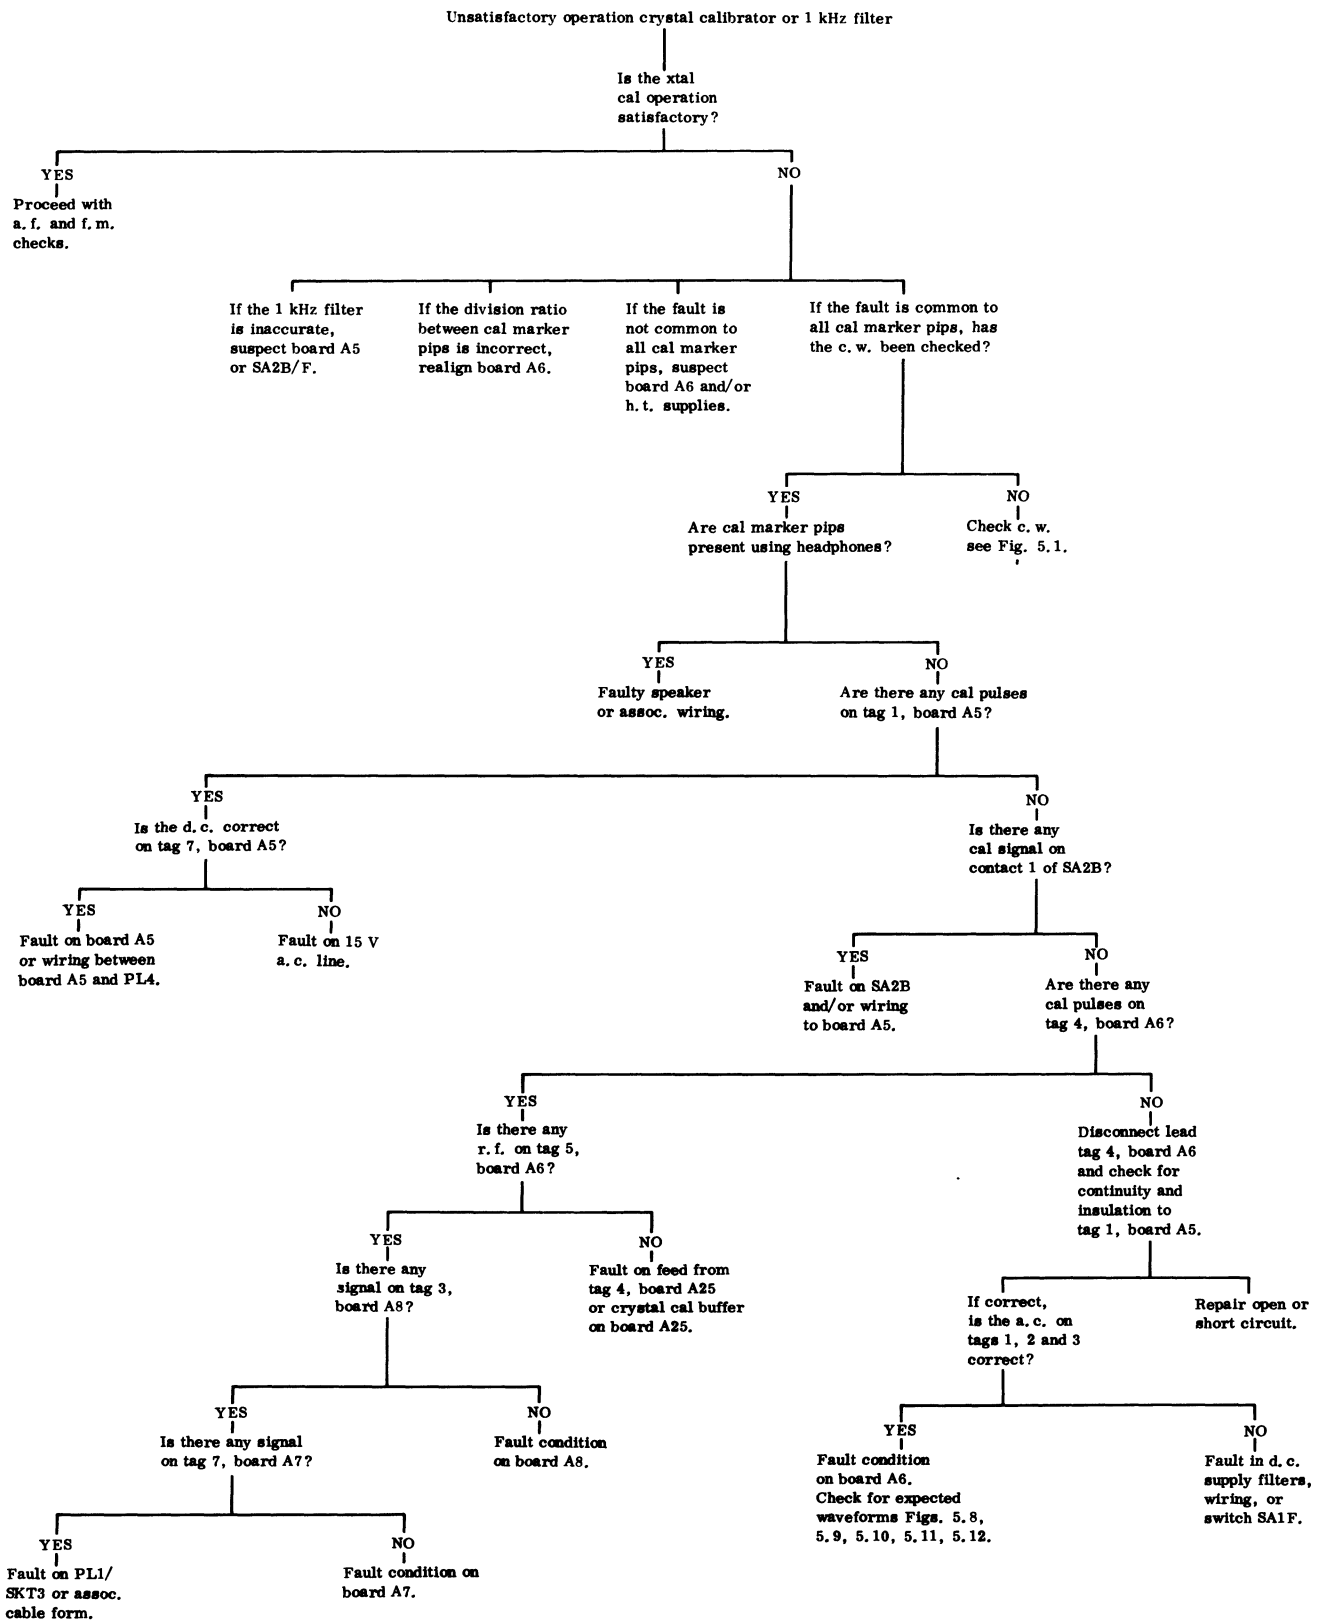 Unsatisfactory operation crystal calibrator or 1 kHz filter
Is the xtal
cal operation
satisfactory?
YES
Proceed with
a.f. and f.m.
checks.
NO
If the 1 kHz filter
is inaccurate,
suspect board A5
or SA2B/F.
If the division ratio
between cal marker
pips is incorrect,
realign board A6.
If the fault is
not common to
all cal marker
pips, suspect
board A6 and/or
h.t. supplies.
If the fault is common to
all cal marker pips, has
the c.w. been checked?
YES
Are cal marker pips
present using headphones?
NO
Check c.w.
see Fig. 5.1.
YES
Faulty speaker
or assoc. wiring.
NO
Are there any cal pulses
on tag 1, board A5?
YES
Is the d.c. correct
on tag 7, board A5?
NO
Is there any
cal signal on
contact 1 of SA2B?
YES
Fault on board A5
or wiring between
board A5 and PL4.
NO
Fault on 15 V
a.c. line.
YES
Fault on SA2B
and/or wiring
to board A5.
NO
Are there any
cal pulses on
tag 4, board A6?
YES
Is there any
r.f. on tag 5,
board A6?
NO
Disconnect lead
tag 4, board A6
and check for
continuity and
insulation to
tag 1, board A5.
YES
Is there any
signal on tag 3,
board A8?
NO
Fault on feed from
tag 4, board A25
or crystal cal buffer
on board A25.
If correct,
is the a.c. on
tags 1, 2 and 3
correct?
Repair open or
short circuit.
YES
Is there any signal
on tag 7, board A7?
NO
Fault condition
on board A8.
YES
Fault condition
on board A6.
Check for expected
waveforms Figs. 5.8,
5.9, 5.10, 5.11, 5.12.
NO
Fault in d.c.
supply filters,
wiring, or
switch SA1F.
YES
Fault on PL1/
SKT3 or assoc.
cable form.
NO
Fault condition on
board A7.